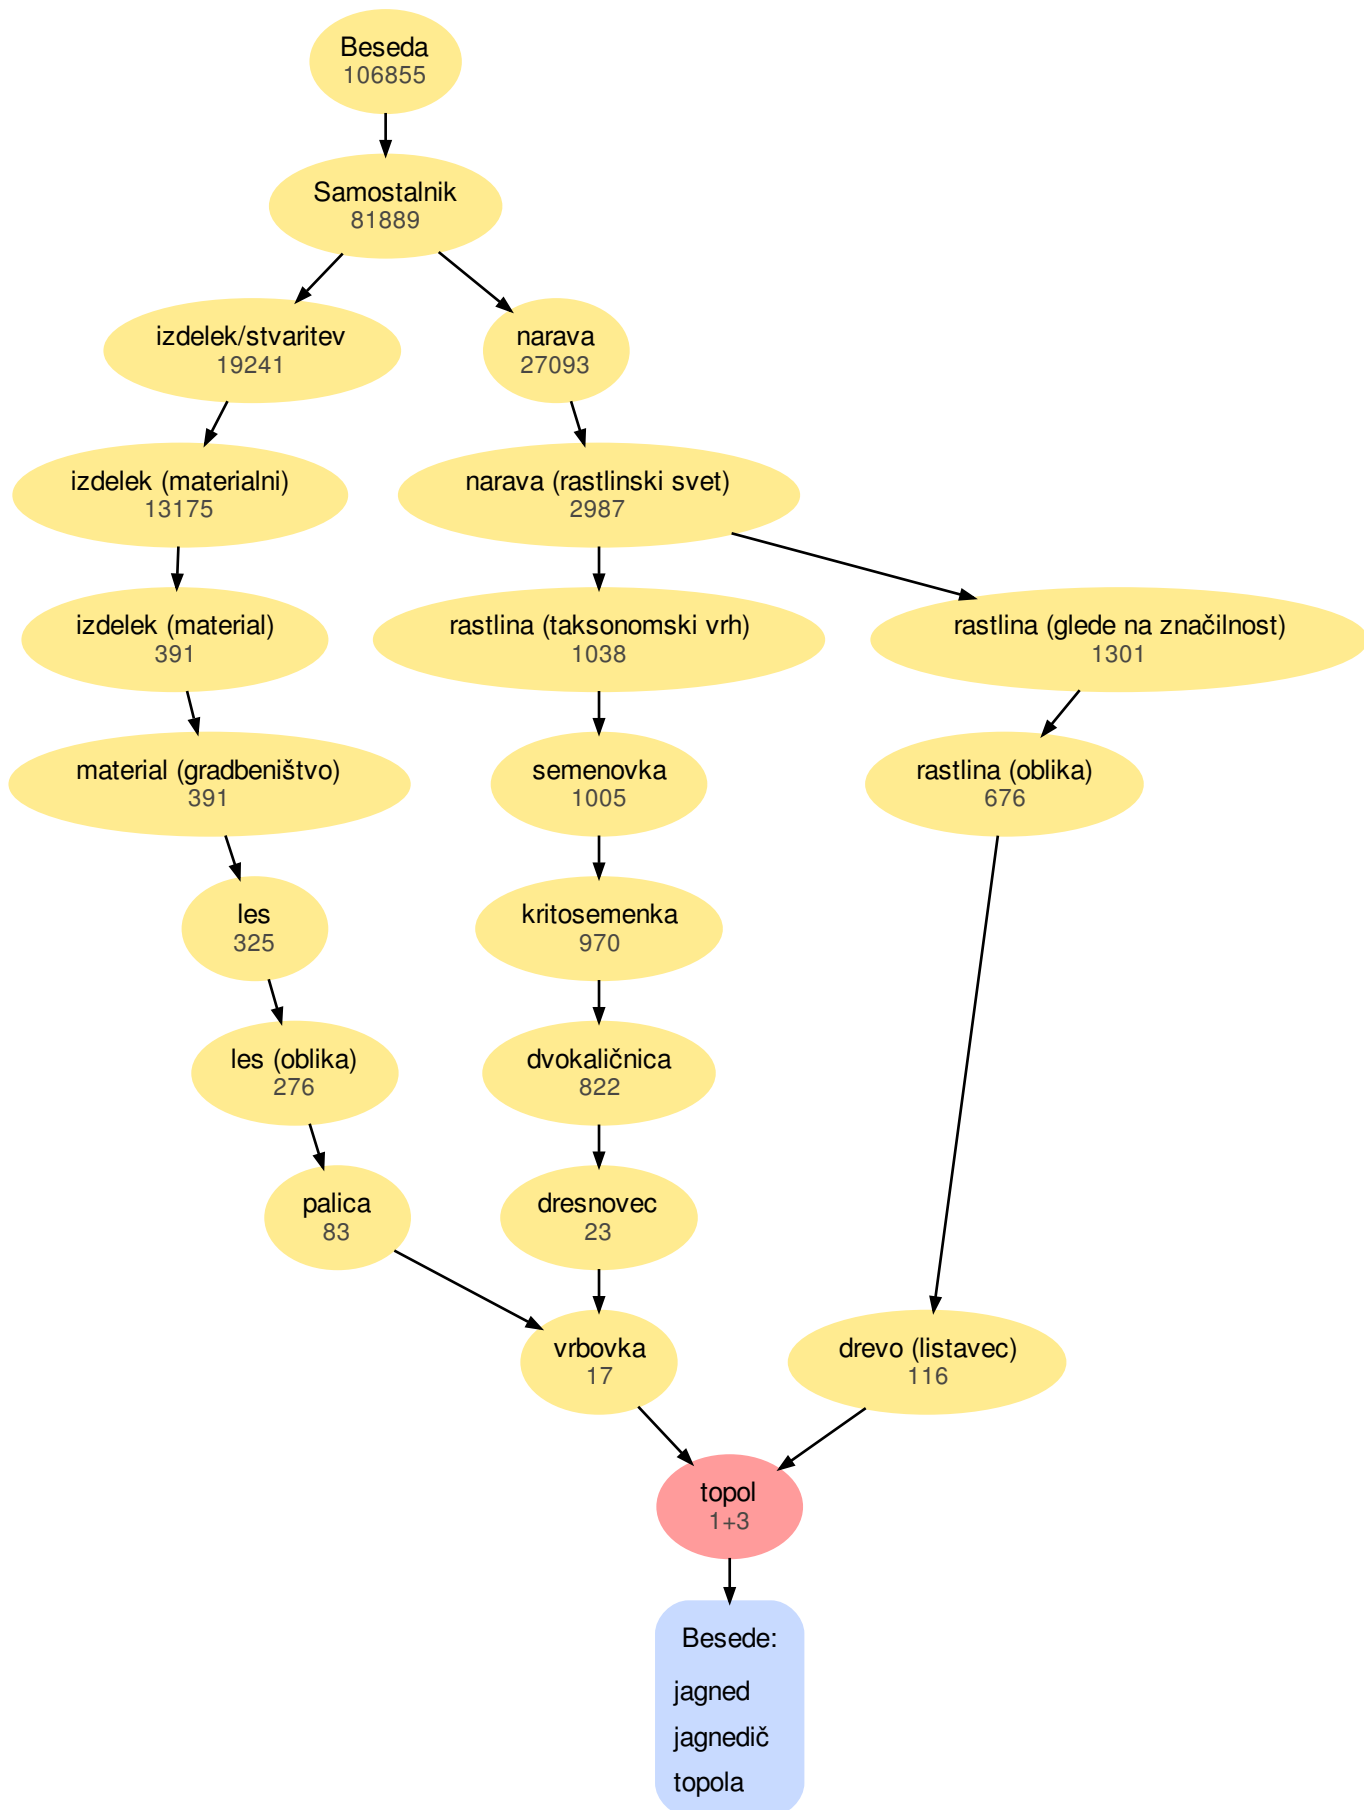 Beseda
106855
Samostalnik
81889
izdelek/stvaritev
19241
narava
27093
izdelek (materialni)
13175
narava (rastlinski svet)
2987
izdelek (material)
391
rastlina (taksonomski vrh)
1038
rastlina (glede na značilnost)
1301
material (gradbeništvo)
391
semenovka
1005
rastlina (oblika)
676
les
325
kritosemenka
970
les (oblika)
276
dvokaličnica
822
palica
83
dresnovec
23
vrbovka
17
drevo (listavec)
116
topol
1+3
Besede:
jagned
jagnedič
topola